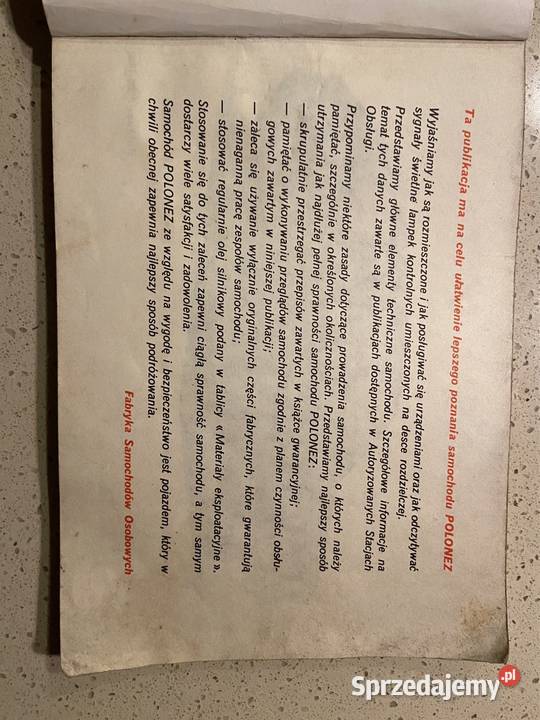 Ta publikacja ma na celu ułatwienie lepszego poznania samochodu POLONEZ
Wyjaśniamy jak są rozmieszczone i jak posługiwać się urządzeniami oraz jak odczytywać
sygnały świetlne lampek kontrolnych umieszczonych na desce rozdzielczej.
Przedstawiamy główne elementy techniczne samochodu. Szczegółowe informacje na
temat tych danych zawarte są w publikacjach dostępnych w Autoryzowanych Stacjach
Obsługi.
Przypominamy niektóre zasady dotyczące prowadzenia samochodu, o których należy
pamiętać, szczególnie w określonych okolicznościach. Przedstawiamy najlepszy sposób
utrzymania jak najdłużej pełnej sprawności samochodu POLONEZ:
— skrupulatnie przestrzegać przepisów zawartych w książce gwarancyjnej;
— pamiętać o wykonywaniu przeglądów samochodu zgodnie z planem czynności obsłu-
gowych zawartym w niniejszej publikacji;
— zaleca się używanie wyłącznie oryginalnych części fabrycznych, które gwarantują
nienaganną pracę zespołów samochodu;
— stosować regularnie olej silnikowy podany w tablicy « Materiały eksploatacyjne ».
Stosowanie się do tych zaleceń zapewni ciągłą sprawność samochodu, a tym samym
dostarczy wiele satysfakcji i zadowolenia.
Samochód POLONEZ ze względu na wygodę i bezpieczeństwo jest pojazdem, który w
chwili obecnej zapewnia najlepszy sposób podróżowania.
Fabryka Samochodów Osobowych
Sprzedajemy.pl